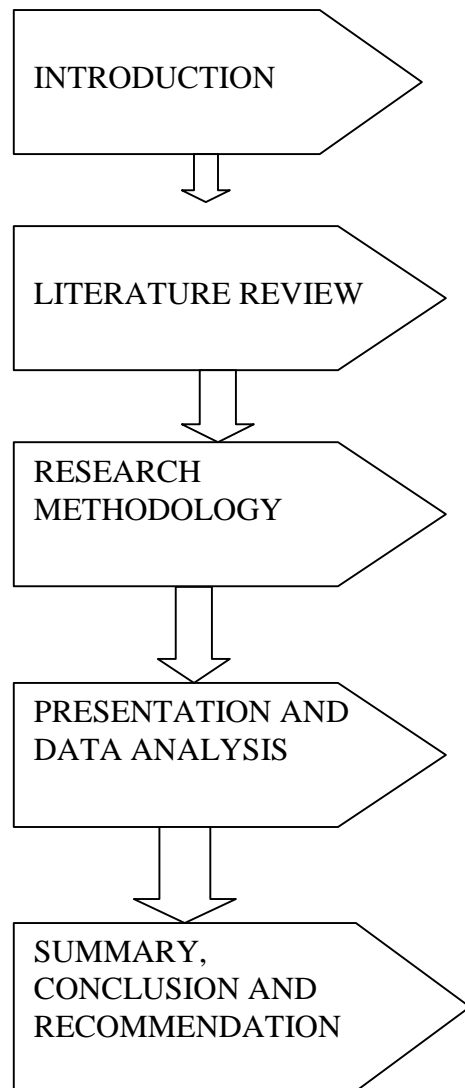 INTRODUCTION
LITERATURE REVIEW
RESEARCH
METHODOLOGY
PRESENTATION AND
DATA ANALYSIS
SUMMARY,
CONCLUSION AND
RECOMMENDATION